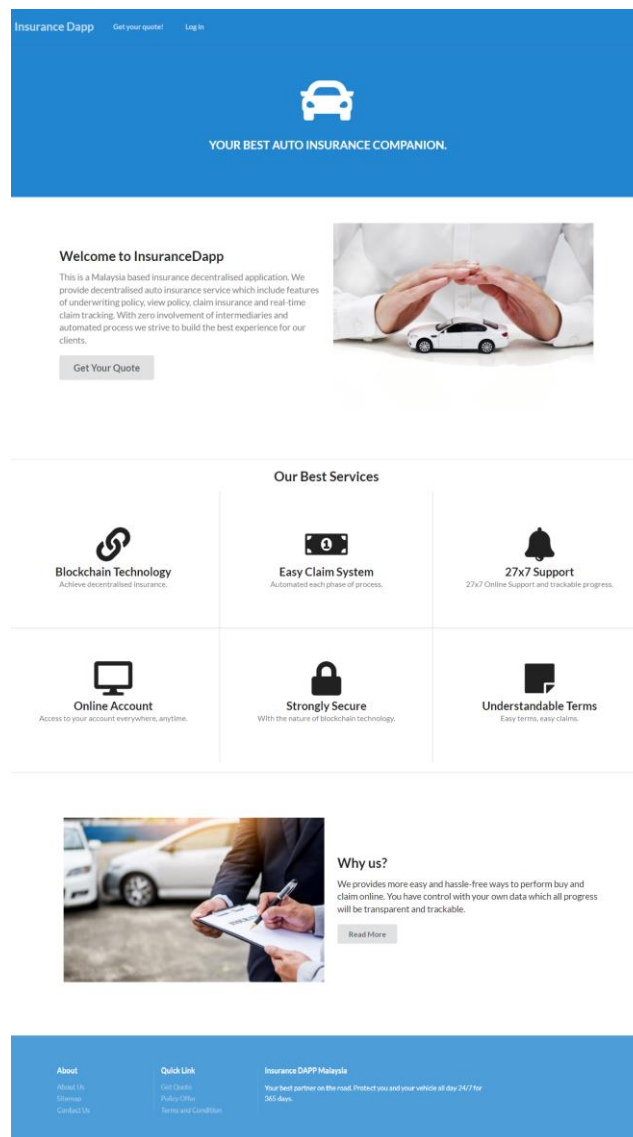 Insurance Dapp Get your quote! Log in
YOUR BEST AUTO INSURANCE COMPANION.
Welcome to InsuranceDapp
This is a Malaysia based insurance decentralised application. We
provide decentralised auto insurance service which include features
of underwriting policy, view policy, claim insurance and real-time
claim tracking. With zero involvement of intermediaries and
automated process we strive to build the best experience for our
clients.
Get Your Quote
Our Best Services
1
Blockchain Technology
Achieve decentralised insurance.
Easy Claim System
Automated each phase of process.
27x7 Support
27x7 Online Support and trackable progress.
Online Account
Access to your account everywhere, anytime.
Strongly Secure
With the nature of blockchain technology.
Understandable Terms
Easy terms, easy claims.
Why us?
We provides more easy and hassle-free ways to perform buy and
claim online. You have control with your own data which all progress
will be transparent and trackable.
Read More
About
About Us
Sitemap
Contact Us
Quick Link
Get Quote
Policy Offer
Terms and Condition
Insurance DAPP Malaysia
Your best partner on the road. Protect you and your vehicle all day 24/7 for
365 days.